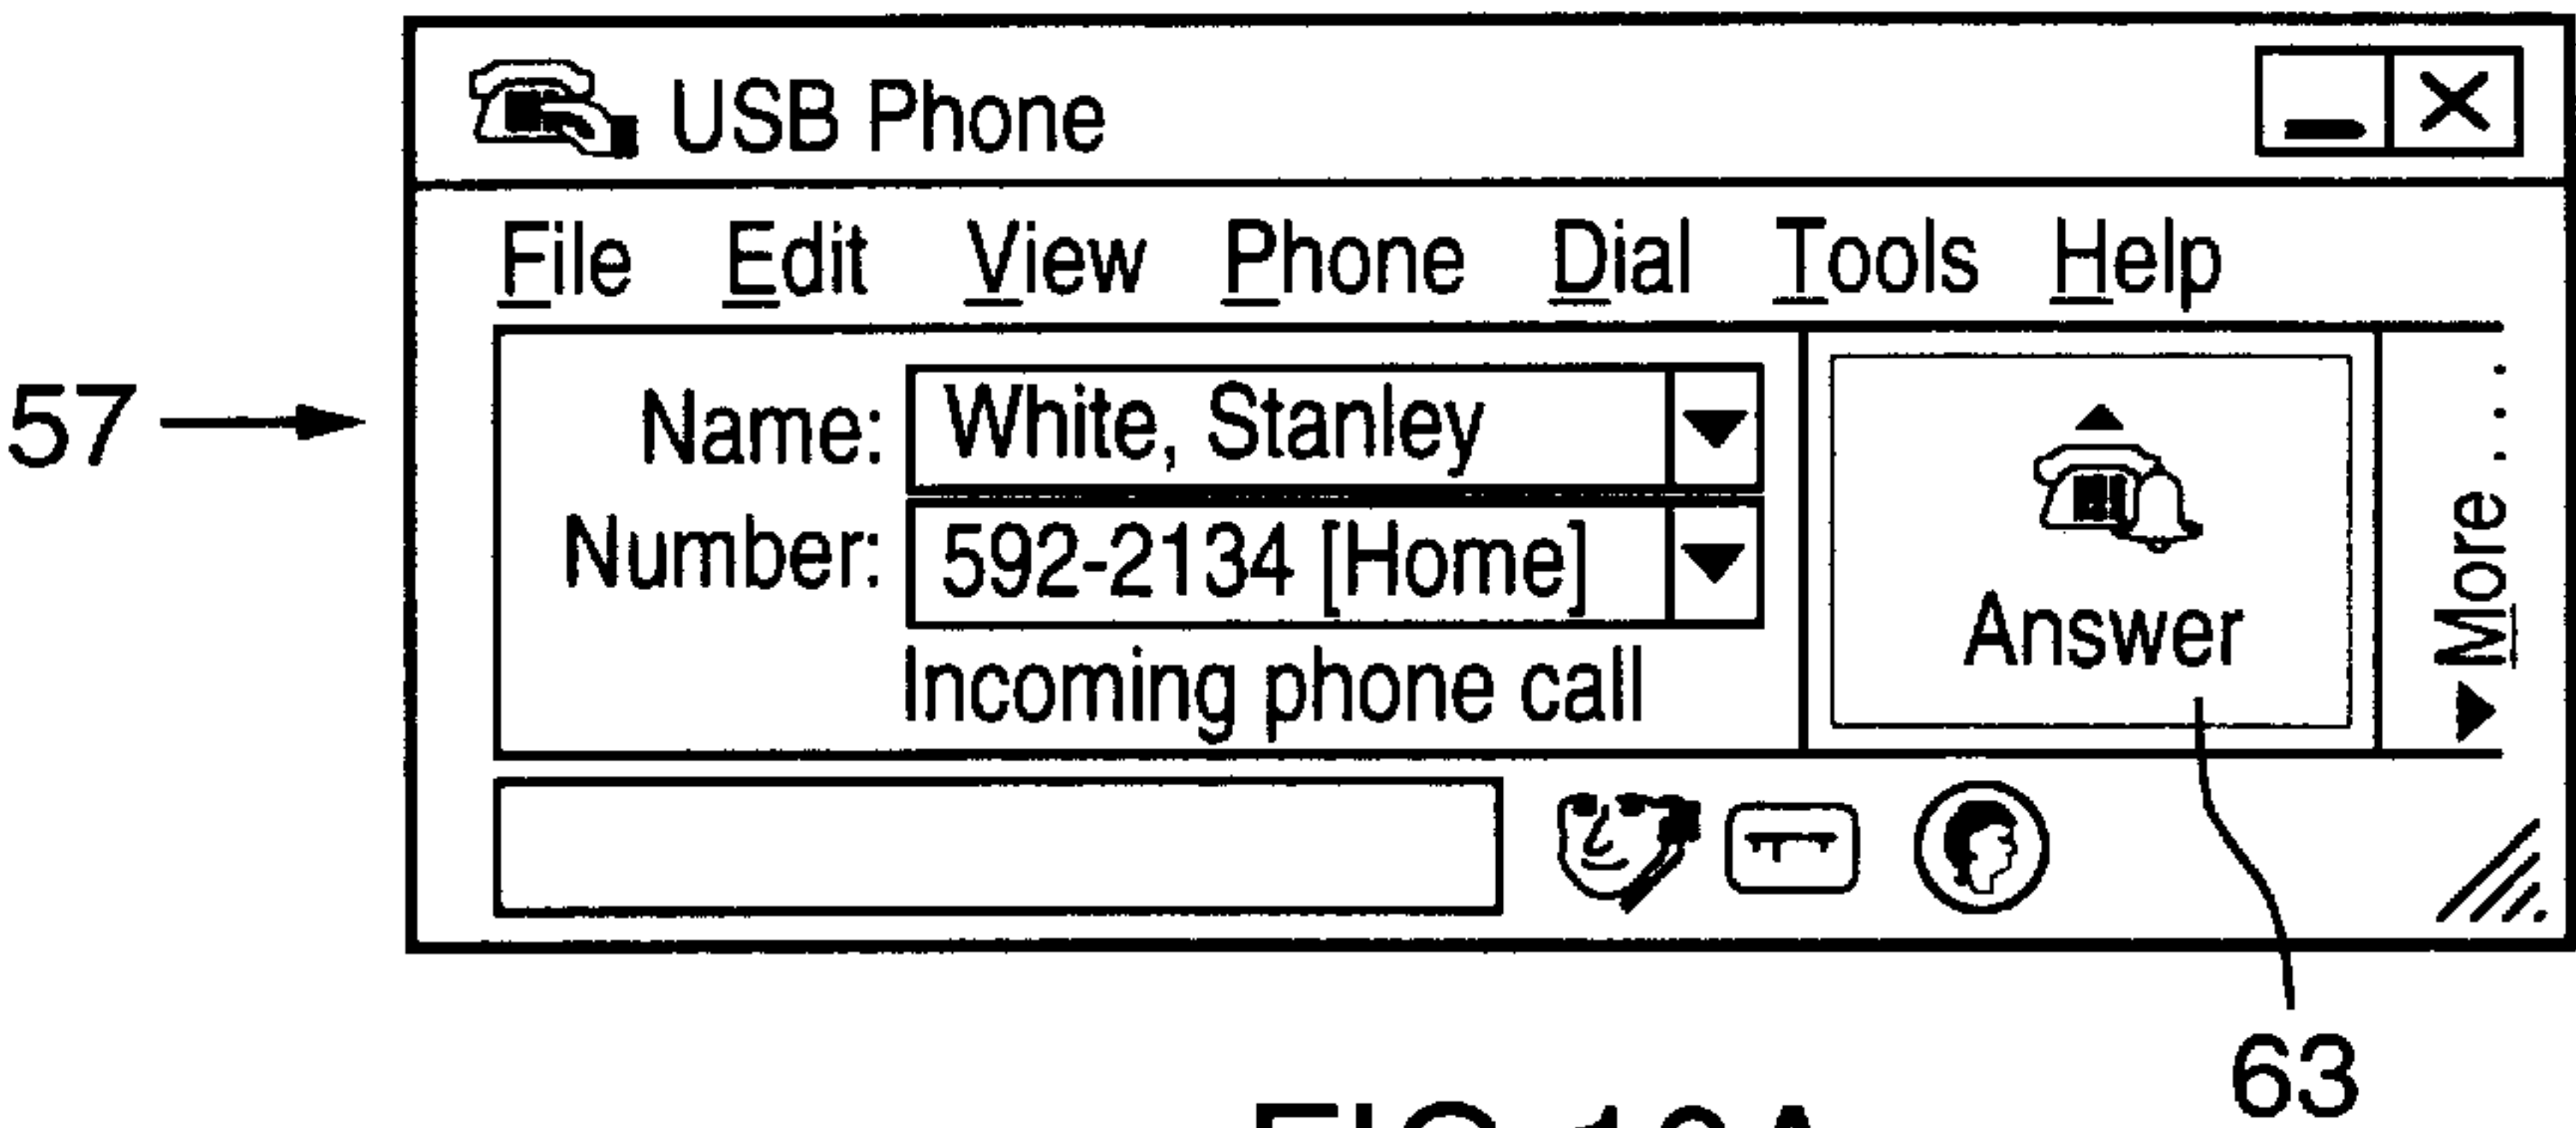 USB Phone
File Edit View Phone Dial Tools Help
57
Name: White, Stanley
Number: 592-2134 [Home]
Incoming phone call
Answer
More...
63